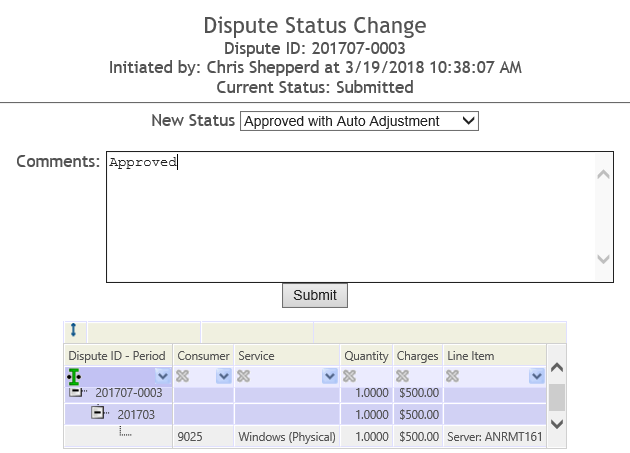 Dispute Status Change
Dispute ID: 201707-0003
Initiated by: Chris Shepperd at 3/19/2018 10:38:07 AM
Current Status: Submitted
New Status Approved with Auto Adjustment
Comments: Approved
Submit
Dispute ID - Period Consumer Service Quantity Charges Line Item
201707-0003 1.0000 $500.00
201703 1.0000 $500.00
9025 Windows (Physical) 1.0000 $500.00 Server: ANRMT161